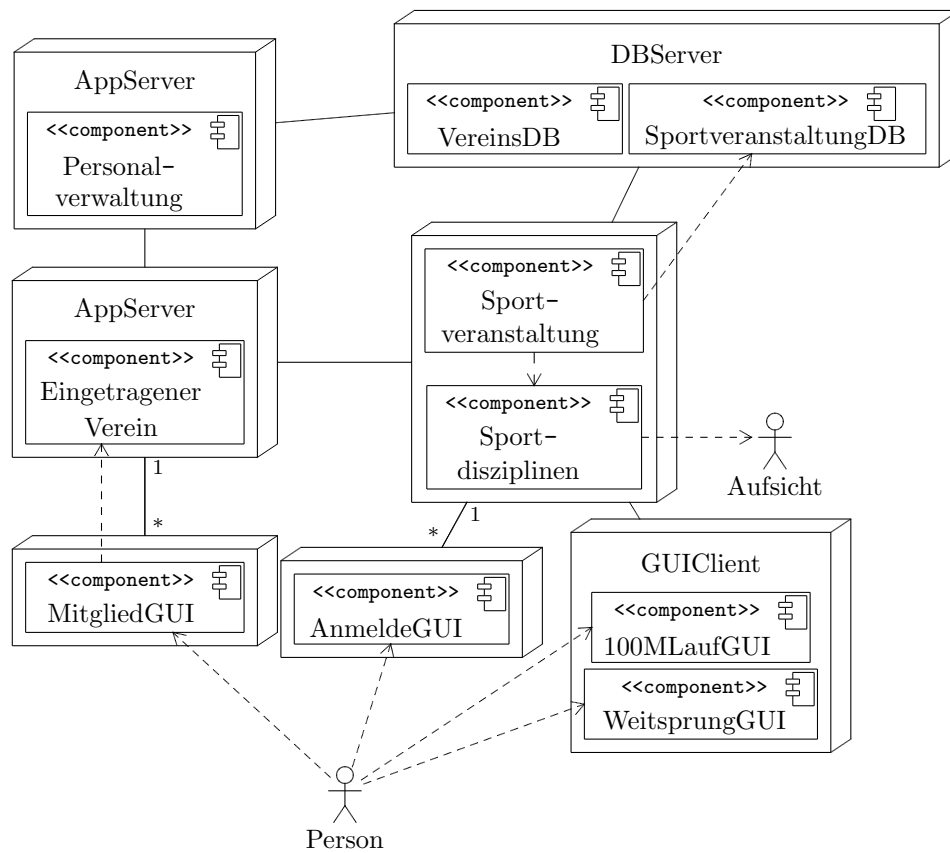 AppServer
<<component>>
Personal-
verwaltung
DBServer
<<component>>
VereinsDB
<<component>>
SportveranstaltungDB
AppServer
<<component>>
Eingetragener
Verein
<<component>>
Sport-
veranstaltung
<<component>>
Sport-
disziplinen
Aufsicht
1
*
1
*
<<component>>
MitgliedGUI
<<component>>
AnmeldeGUI
GUIClient
<<component>>
100MLaufGUI
<<component>>
WeitsprungGUI
Person